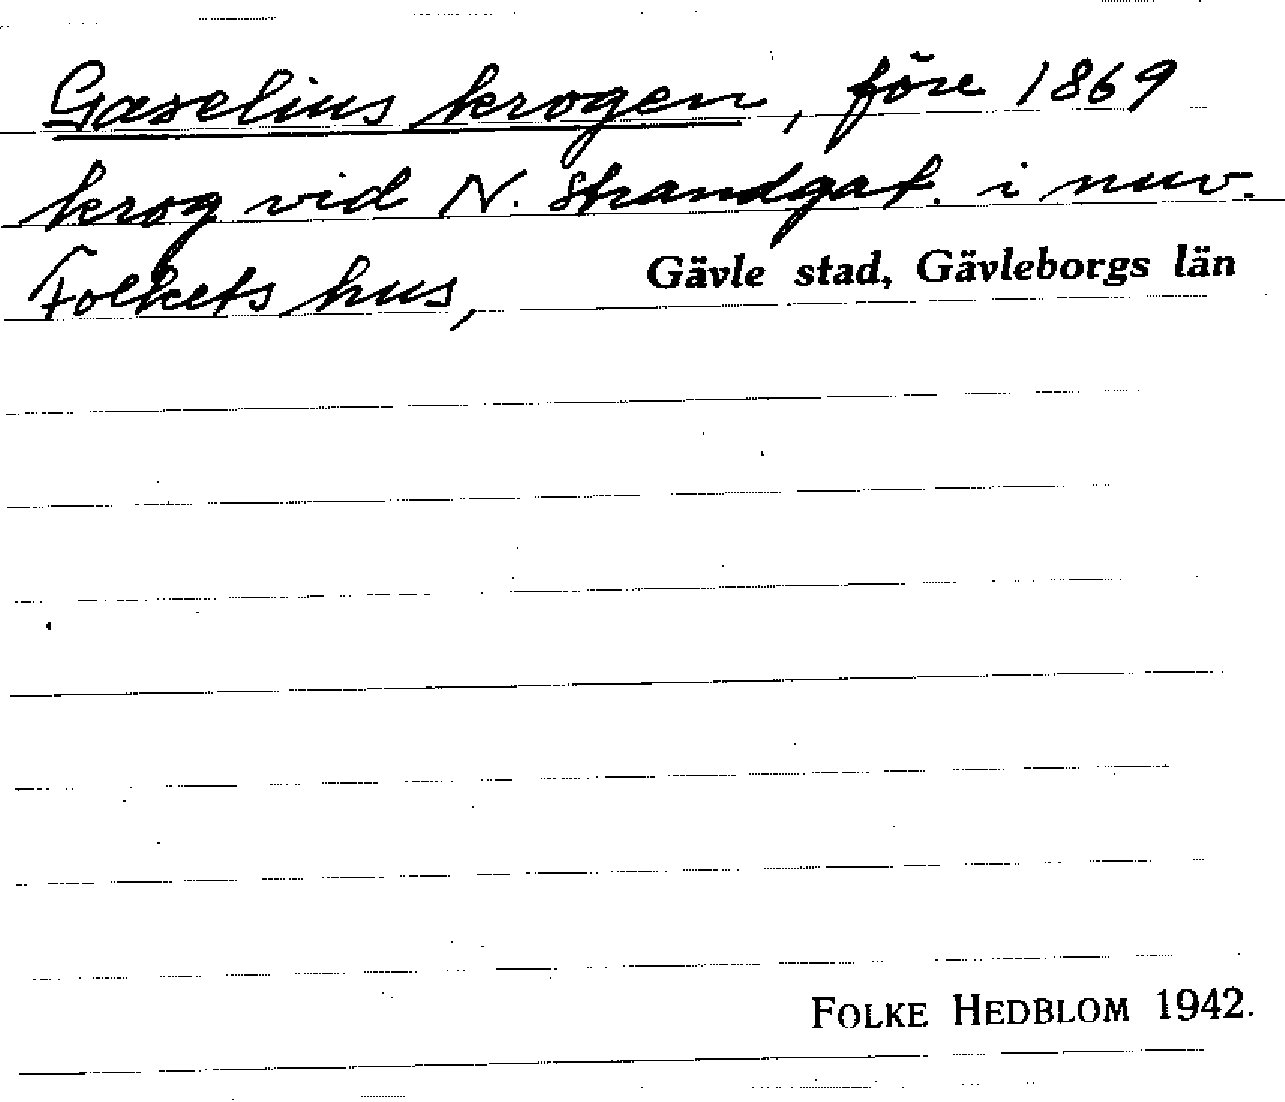 Gaselius krogen, före 1869
krog vid N. Strandgat. i nuv.
Folkets hus, Gävle stad, Gävleborgs län
FOLKE HEDBLOM 1942.